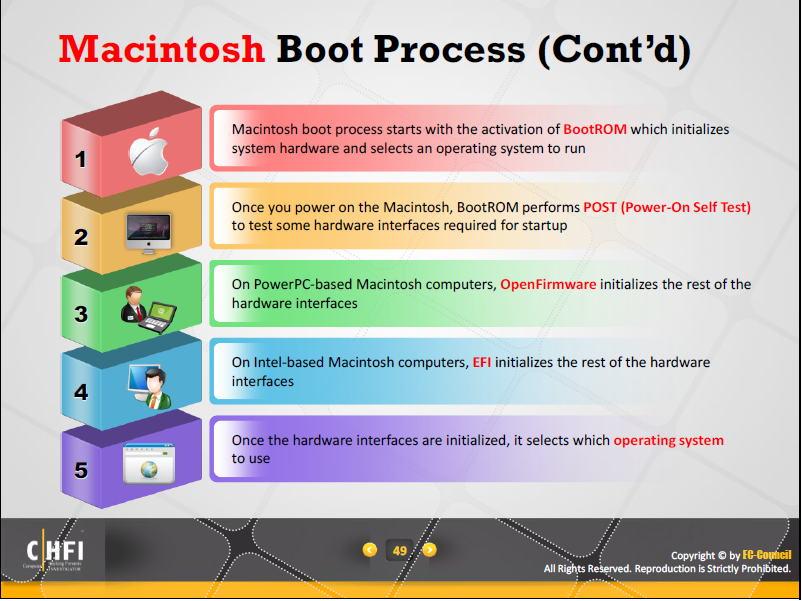 Macintosh Boot Process (Cont’d)
1
Macintosh boot process starts with the activation of BootROM which initializes
system hardware and selects an operating system to run
2
Once you power on the Macintosh, BootROM performs POST (Power-On Self Test)
to test some hardware interfaces required for startup
3
On PowerPC-based Macintosh computers, OpenFirmware initializes the rest of the
hardware interfaces
4
On Intel-based Macintosh computers, EFI initializes the rest of the hardware
interfaces
5
Once the hardware interfaces are initialized, it selects which operating system
to use
CHFI
INVESTIGATOR
49
Copyright © by EC-Council
All Rights Reserved. Reproduction is Strictly Prohibited.